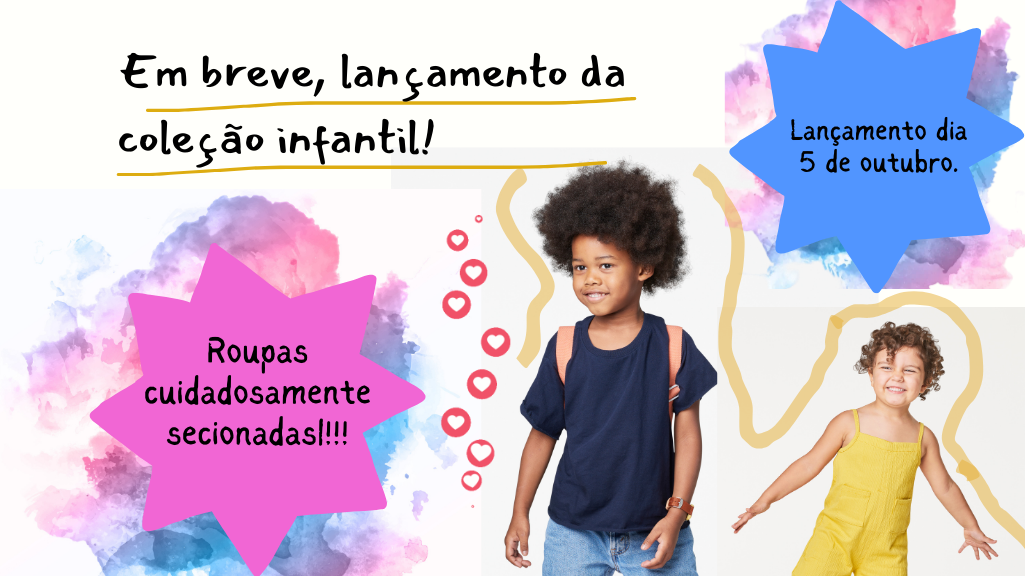 Em breve, lançamento da
coleção infantil!
Lançamento dia
5 de outubro.
Roupas
cuidadosamente
secionadas|!!!